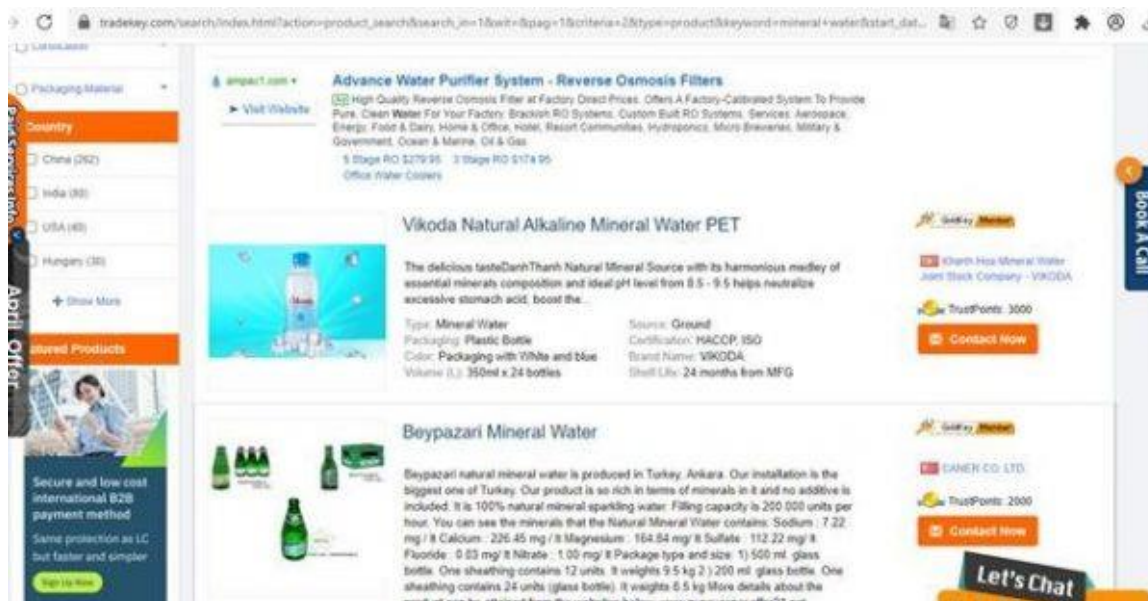 tradekey.com/search/index.html?action=product_search&search_in=1&wit=&pag=1&criteria=2&type=product&keyword=mineral+water&start_dat...
Certification
Packaging Material
Country
China (262)
India (80)
USA (40)
Hungary (30)
+ Show More
Featured Products
Secure and low cost
international B2B
payment method
Same protection as LC
but faster and simpler
Sign Up Now
April Offer
ampac1.com
Visit Website
Advance Water Purifier System - Reverse Osmosis Filters
Ad High Quality Reverse Osmosis Filter at Factory Direct Prices. Offers A Factory-Calibrated System To Provide
Pure, Clean Water For Your Factory. Brackish RO Systems, Custom Built RO Systems, Services: Aerospace,
Energy, Food & Dairy, Home & Office, Hotel, Resort Communities, Hydroponics, Micro Breweries, Military &
Government, Ocean & Marine, Oil & Gas
5 Stage RO $279.95 3 Stage RO $174.95
Office Water Coolers
Vikoda Natural Alkaline Mineral Water PET
The delicious tasteDanhThanh Natural Mineral Source with its harmonious medley of
essential minerals composition and ideal pH level from 8.5 - 9.5 helps neutralize
excessive stomach acid, boost the...
Type: Mineral Water
Source: Ground
Packaging: Plastic Bottle
Certification: HACCP, ISO
Color: Packaging with White and blue
Brand Name: VIKODA
Volume (L): 350ml x 24 bottles
Shelf Life: 24 months from MFG
GoldKey Member
Khanh Hoa Mineral Water
Joint Stock Company - VIKODA
TrustPoints: 3000
Contact Now
Book A Call
Beypazari Mineral Water
Beypazari natural mineral water is produced in Turkey, Ankara. Our installation is the
biggest one of Turkey. Our product is so rich in terms of minerals in it and no additive is
included. It is 100% natural mineral sparkling water. Filling capacity is 200 000 units per
hour. You can see the minerals that the Natural Mineral Water contains: Sodium : 7.22
mg / lt Calcium : 226.45 mg / lt Magnesium : 164.84 mg/ lt Sulfate : 112.22 mg/ lt
Fluoride : 0.03 mg/ lt Nitrate : 1.00 mg/ lt Package type and size: 1) 500 ml. glass
bottle. One sheathing contains 12 units. It weights 9.5 kg 2 ) 200 ml. glass bottle. One
sheathing contains 24 units (glass bottle). It weights 8.5 kg More details about the
GoldKey Member
CANER CO. LTD.
TrustPoints: 2000
Contact Now
Let's Chat